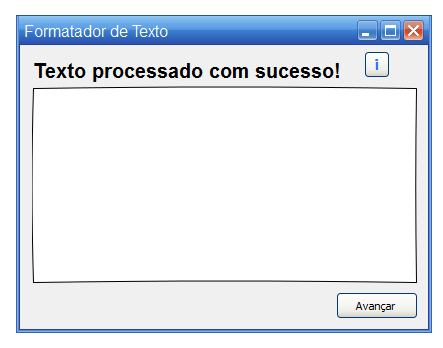 Formatador de Texto
Texto processado com sucesso!
i
Avançar